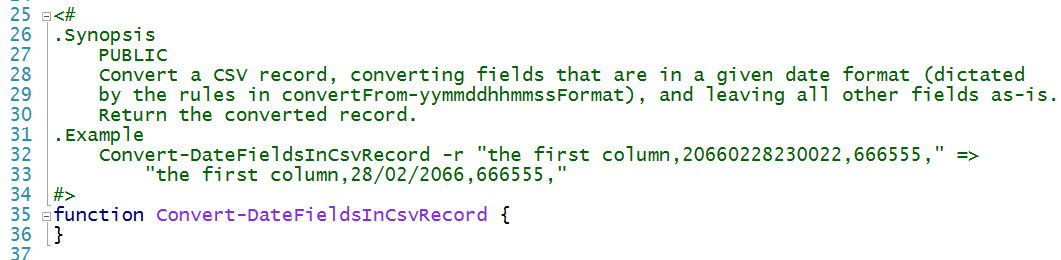 25 <#
26 .Synopsis
27 PUBLIC
28 Convert a CSV record, converting fields that are in a given date format (dictated
29 by the rules in convertFrom-yymmddhhmmssFormat), and leaving all other fields as-is.
30 Return the converted record.
31 .Example
32 Convert-DateFieldsInCsvRecord -r "the first column,20660228230022,666555," =>
33 "the first column,28/02/2066,666555,"
34 #>
35 function Convert-DateFieldsInCsvRecord {
36 }
37